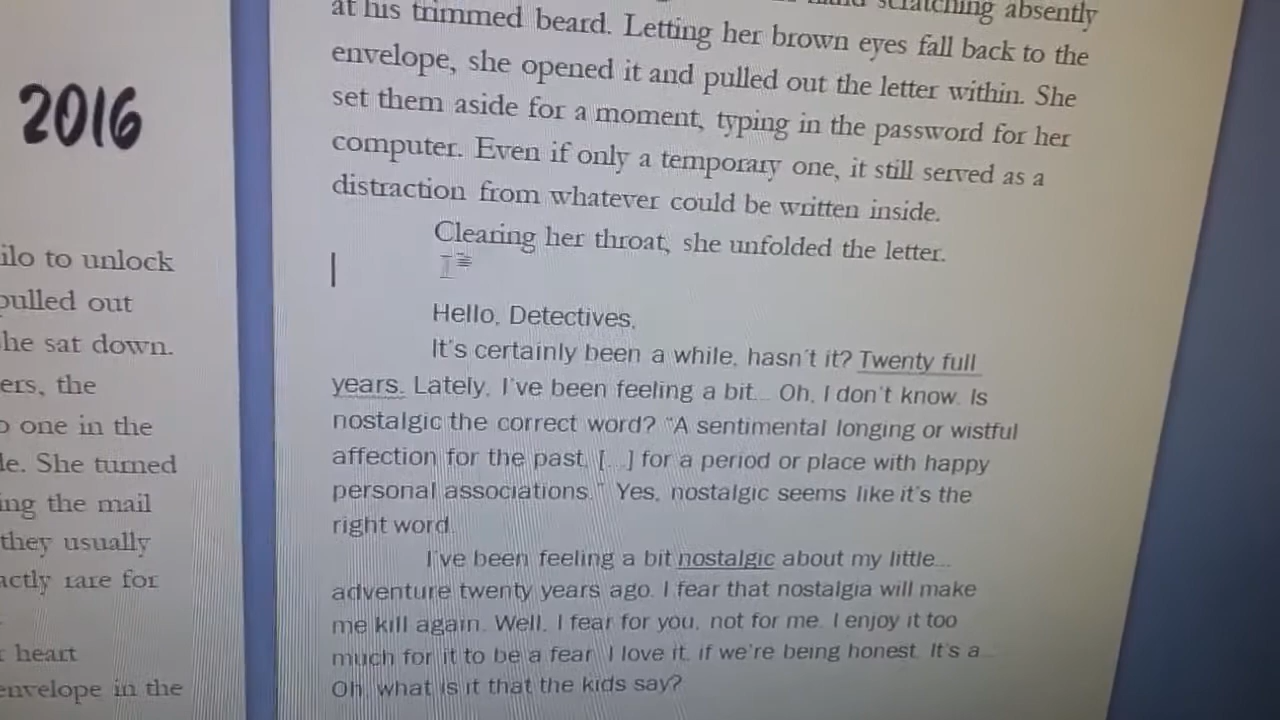 2016
ilo to unlock
pulled out
he sat down.
ers, the
o one in the
le. She turned
ing the mail
they usually
actly rare for
r heart
envelope in the
scratching absently
at his trimmed beard. Letting her brown eyes fall back to the
envelope, she opened it and pulled out the letter within. She
set them aside for a moment, typing in the password for her
computer. Even if only a temporary one, it still served as a
distraction from whatever could be written inside.
Clearing her throat, she unfolded the letter.
Hello, Detectives,
It's certainly been a while, hasn't it? Twenty full
years. Lately, I've been feeling a bit... Oh, I don't know. Is
nostalgic the correct word? "A sentimental longing or wistful
affection for the past, [...] for a period or place with happy
personal associations." Yes, nostalgic seems like it's the
right word.
I've been feeling a bit nostalgic about my little...
adventure twenty years ago. I fear that nostalgia will make
me kill again. Well, I fear for you, not for me. I enjoy it too
much for it to be a fear. I love it, if we're being honest. It's a...
Oh, what is it that the kids say?